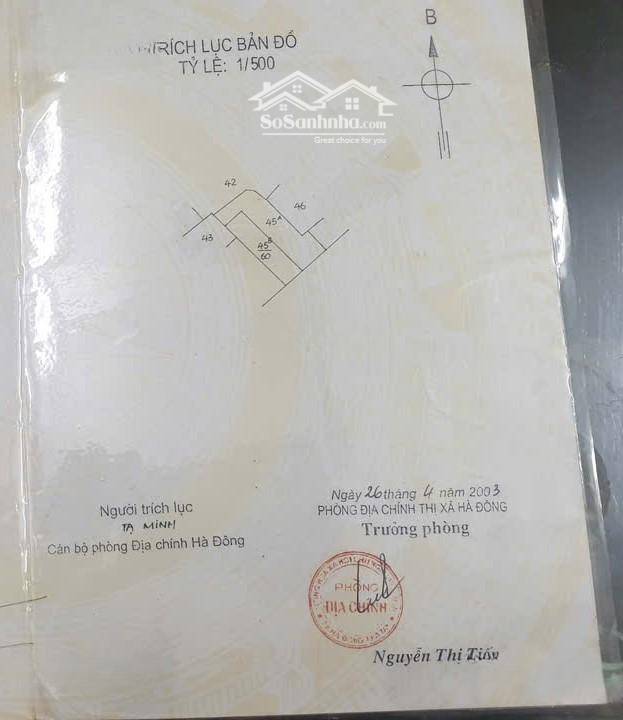 B
TRÍCH LỤC BẢN ĐỒ
TỶ LỆ: 1/500
SoSanhnha.com
Great choice for you
42
46
45A
43
45B
60
Ngày 26 tháng 4 năm 2003
PHÒNG ĐỊA CHÍNH THỊ XÃ HÀ ĐÔNG
Trưởng phòng
Người trích lục
TẠ MINH
Cán bộ phòng Địa chính Hà Đông
PHÒNG
ĐỊA CHÍNH
Nguyễn Thị